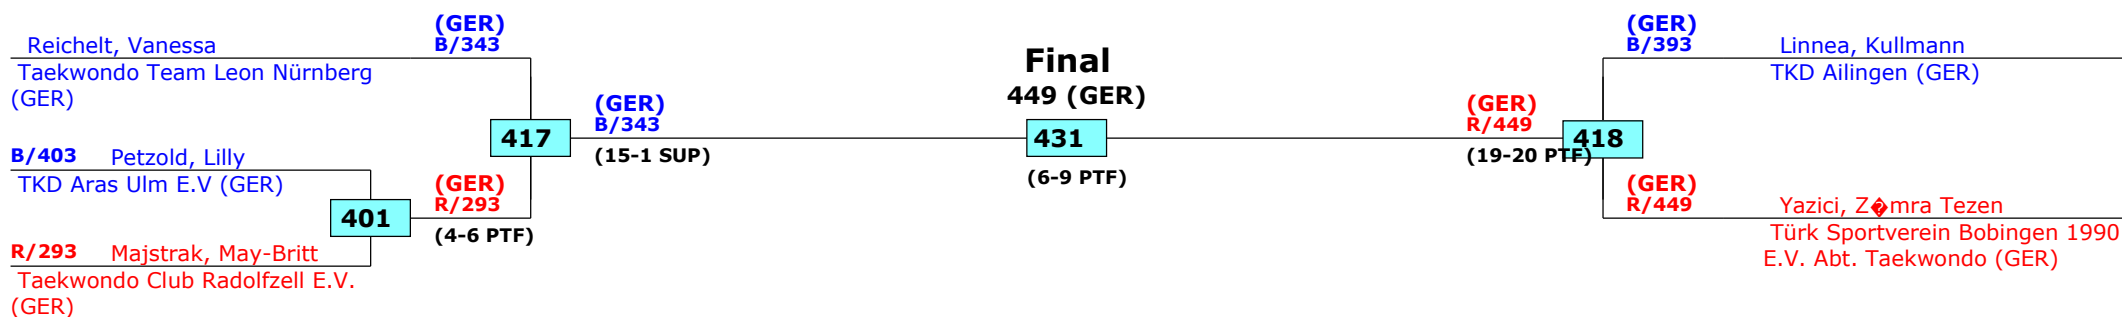 (GER)
B/343
Reichelt, Vanessa
Taekwondo Team Leon Nürnberg
(GER)
B/403 Petzold, Lilly
TKD Aras Ulm E.V (GER)
R/293 Majstrak, May-Britt
Taekwondo Club Radolfzell E.V.
(GER)
401
(GER)
R/293
(4-6 PTF)
417
(GER)
B/343
(15-1 SUP)
Final
449 (GER)
431
(6-9 PTF)
(GER)
R/449
(19-20 PTF)
418
(GER)
B/393
Linnea, Kullmann
TKD Ailingen (GER)
(GER)
R/449
Yazici, Z�mra Tezen
Türk Sportverein Bobingen 1990
E.V. Abt. Taekwondo (GER)